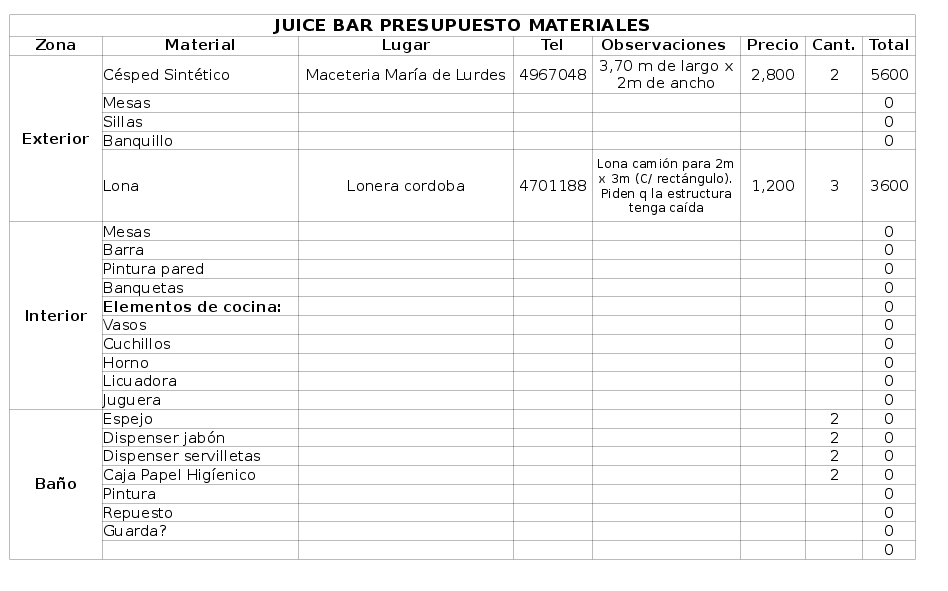 JUICE BAR PRESUPUESTO MATERIALES
Zona Material Lugar Tel Observaciones Precio Cant. Total
Exterior
Césped Sintético Maceteria María de Lurdes 4967048 3,70 m de largo x
2m de ancho 2,800 2 5600
Mesas 0
Sillas 0
Banquillo 0
Lona Lonera cordoba 4701188 Lona camión para 2m
x 3m (C/ rectángulo).
Piden q la estructura
tenga caída 1,200 3 3600
Interior
Mesas 0
Barra 0
Pintura pared 0
Banquetas 0
Elementos de cocina: 0
Vasos 0
Cuchillos 0
Horno 0
Licuadora 0
Juguera 0
Baño
Espejo 2 0
Dispenser jabón 2 0
Dispenser servilletas 2 0
Caja Papel Higíenico 2 0
Pintura 0
Repuesto 0
Guarda? 0
0